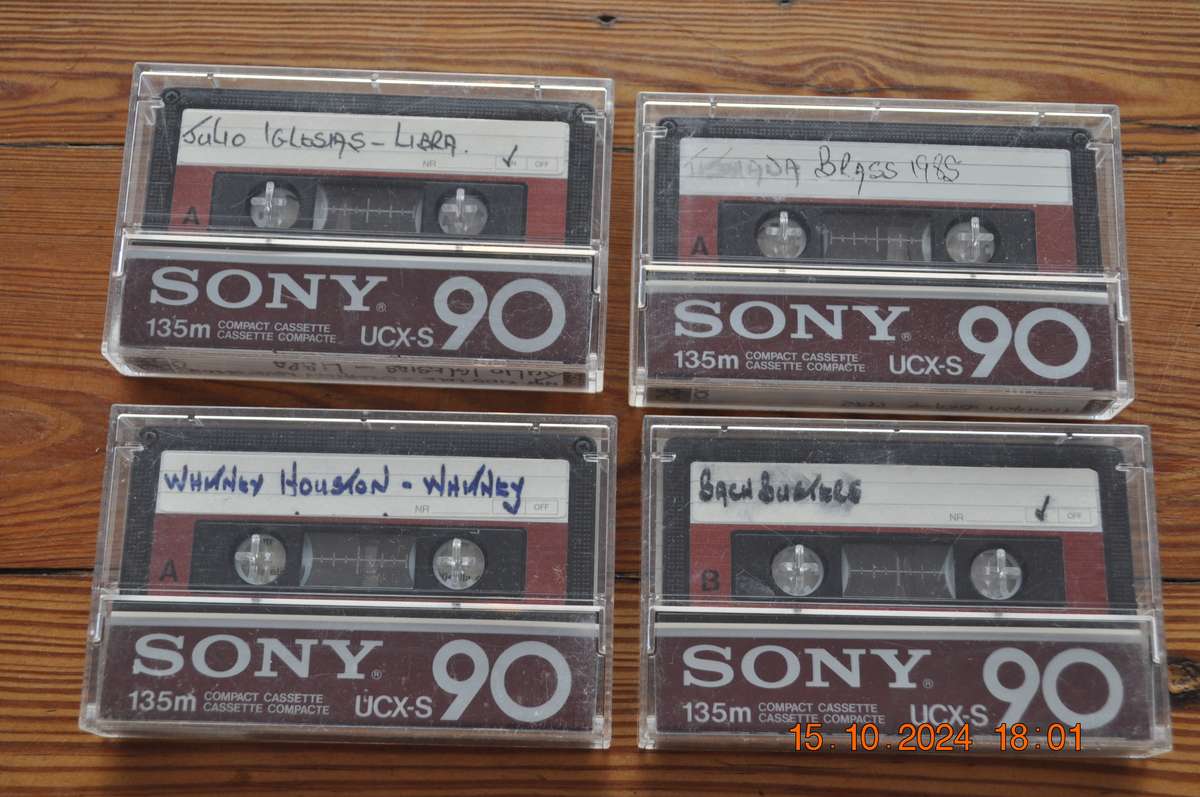 JULIO IGLESIAS - LIBRA.
NR OFF
A
SONY® 90
135m COMPACT CASSETTE
CASSETTE COMPACTE
UCX-S
BRASS 1985
A
SONY® 90
135m COMPACT CASSETTE
CASSETTE COMPACTE
UCX-S
WHITNEY HOUSTON - WHITNEY
NR OFF
A
SONY® 90
135m COMPACT CASSETTE
CASSETTE COMPACTE
UCX-S
BACH BUSTERS
NR OFF
B
SONY® 90
135m COMPACT CASSETTE
CASSETTE COMPACTE
UCX-S
15.10.2024 18:01